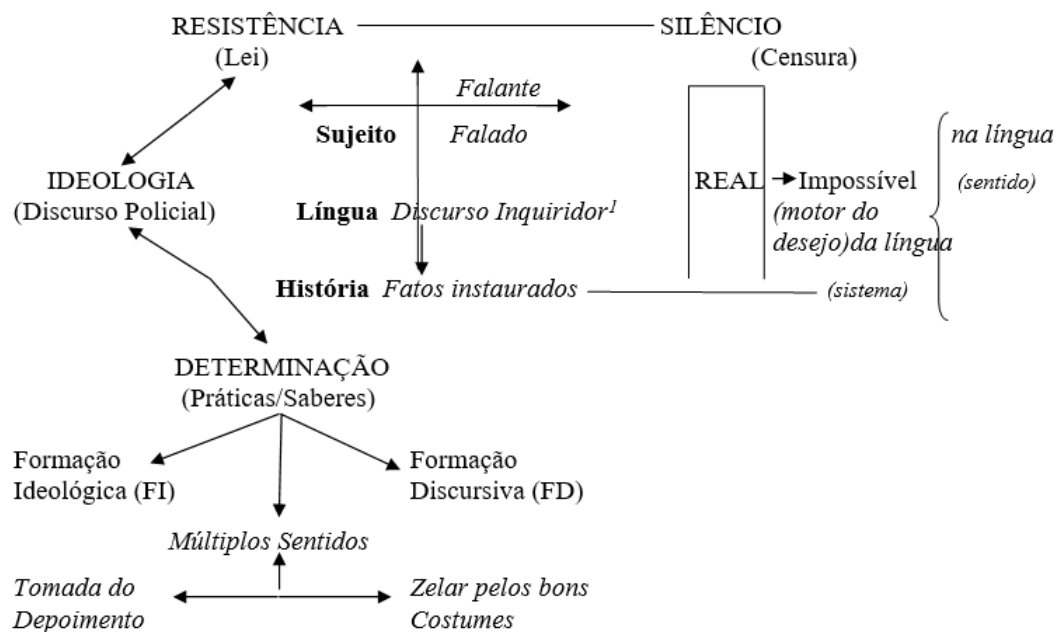 RESISTÊNCIA SILÊNCIO
(Lei) (Censura)
Falante
Sujeito Falado
na língua
IDEOLOGIA
(Discurso Policial)
REAL Impossível
(sentido)
(motor do
desejo)da língua
Língua Discurso Inquiridor¹
História Fatos instaurados
(sistema)
DETERMINAÇÃO
(Práticas/Saberes)
Formação
Ideológica (FI)
Formação
Discursiva (FD)
Múltiplos Sentidos
Tomada do
Depoimento
Zelar pelos bons
Costumes